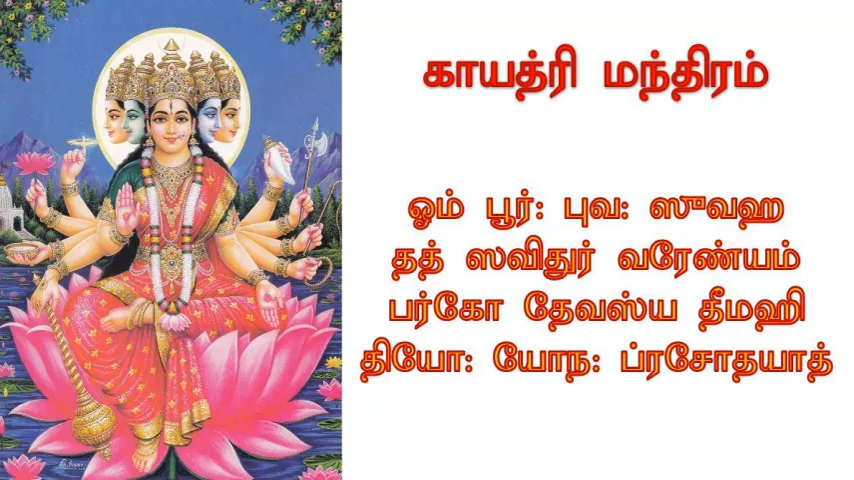 காயத்ரி மந்திரம்
ஓம் பூர்: புவ: ஸுவஹ
தத் ஸவிதுர் வரேண்யம்
பர்கோ தேவஸ்ய தீமஹி
தியோ: யோந: ப்ரசோதயாத்